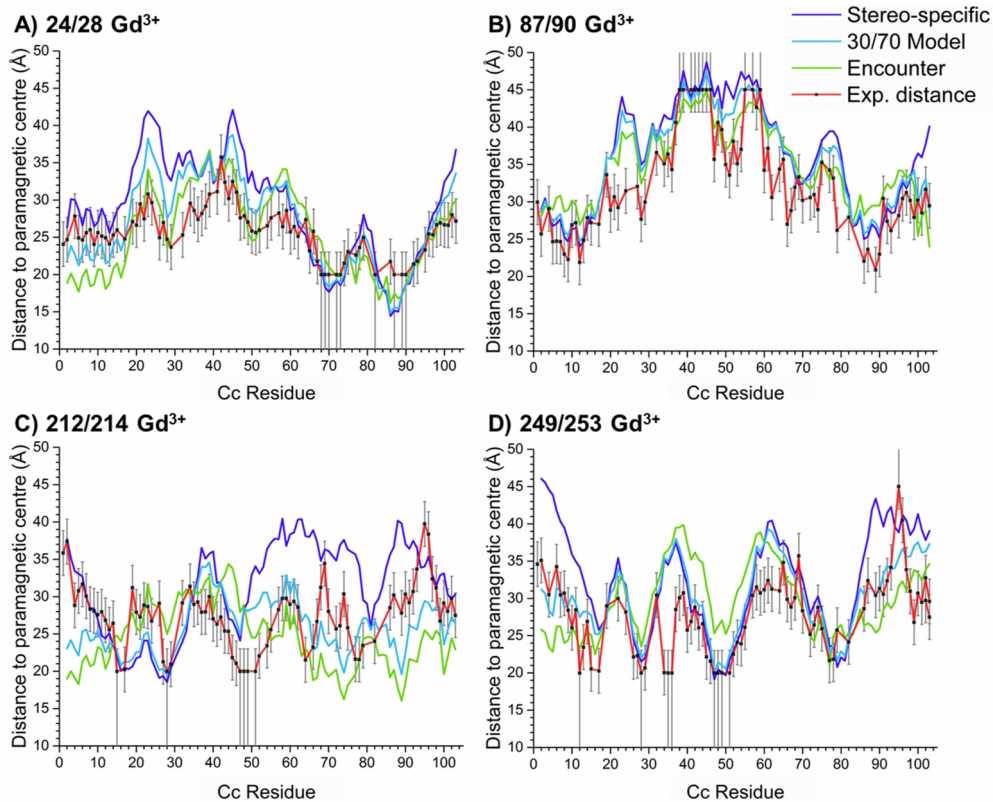 A) 24/28 Gd³⁺
B) 87/90 Gd³⁺
Stereo-specific
30/70 Model
Encounter
Exp. distance
Distance to paramagnetic centre (Å)
50
45
40
35
30
25
20
15
10
0 10 20 30 40 50 60 70 80 90 100
Cc Residue
Distance to paramagnetic centre (Å)
50
45
40
35
30
25
20
15
10
0 10 20 30 40 50 60 70 80 90 100
Cc Residue
C) 212/214 Gd³⁺
D) 249/253 Gd³⁺
Distance to paramagnetic centre (Å)
50
45
40
35
30
25
20
15
10
0 10 20 30 40 50 60 70 80 90 100
Cc Residue
Distance to paramagnetic centre (Å)
50
45
40
35
30
25
20
15
10
0 10 20 30 40 50 60 70 80 90 100
Cc Residue